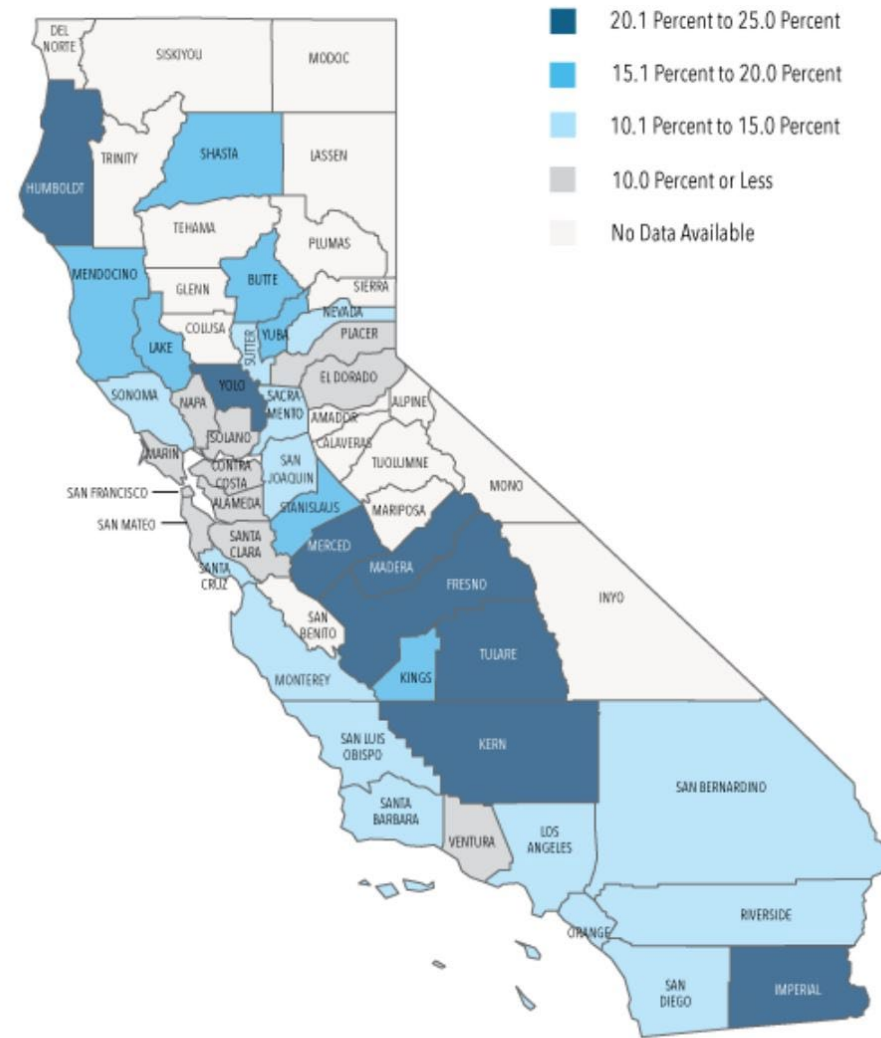 20.1 Percent to 25.0 Percent
15.1 Percent to 20.0 Percent
10.1 Percent to 15.0 Percent
10.0 Percent or Less
No Data Available
DEL
NORTE
SISKIYOU
MODOC
HUMBOLDT
TRINITY
SHASTA
LASSEN
TEHAMA
PLUMAS
MENDOCINO
GLENN
BUTTE
SIERRA
NEVADA
COLUSA
YUBA
SUTTER
PLACER
LAKE
EL DORADO
YOLO
SONOMA
NAPA
SACRA-
MENTO
ALPINE
AMADOR
SOLANO
CALAVERAS
MARIN
CONTRA
COSTA
SAN
JOAQUIN
TUOLUMNE
MONO
SAN FRANCISCO
ALAMEDA
STANISLAUS
MARIPOSA
SAN MATEO
SANTA
CLARA
MERCED
SANTA
CRUZ
MADERA
FRESNO
INYO
SAN
BENITO
TULARE
MONTEREY
KINGS
SAN LUIS
OBISPO
KERN
SAN BERNARDINO
SANTA
BARBARA
VENTURA
LOS
ANGELES
ORANGE
RIVERSIDE
SAN
DIEGO
IMPERIAL